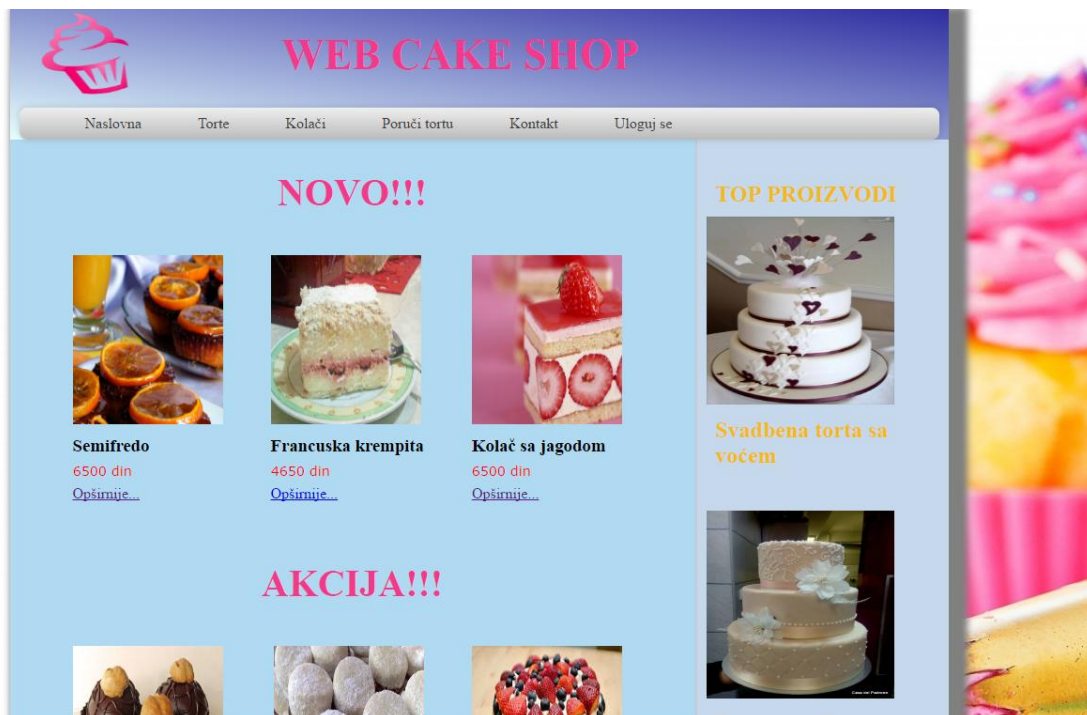 WEB CAKE SHOP
Naslovna Torte Kolači Poruči tortu Kontakt Uloguj se
NOVO!!!
Semifredo
6500 din
Opširnije...
Francuska krempita
4650 din
Opširnije...
Kolač sa jagodom
6500 din
Opširnije...
AKCIJA!!!
TOP PROIZVODI
Svadbena torta sa
voćem